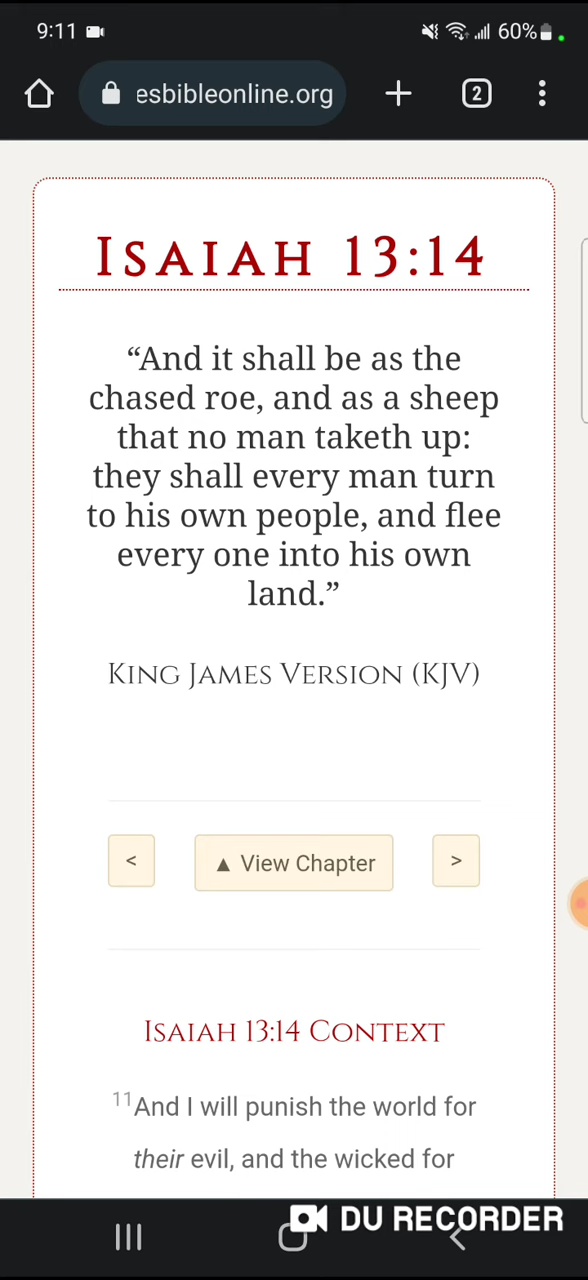 9:11 60%
esbibleonline.org 2
ISAIAH 13:14
“And it shall be as the
chased roe, and as a sheep
that no man taketh up:
they shall every man turn
to his own people, and flee
every one into his own
land.”
KING JAMES VERSION (KJV)
< ▲ View Chapter >
ISAIAH 13:14 CONTEXT
11And I will punish the world for
their evil, and the wicked for
DU RECORDER